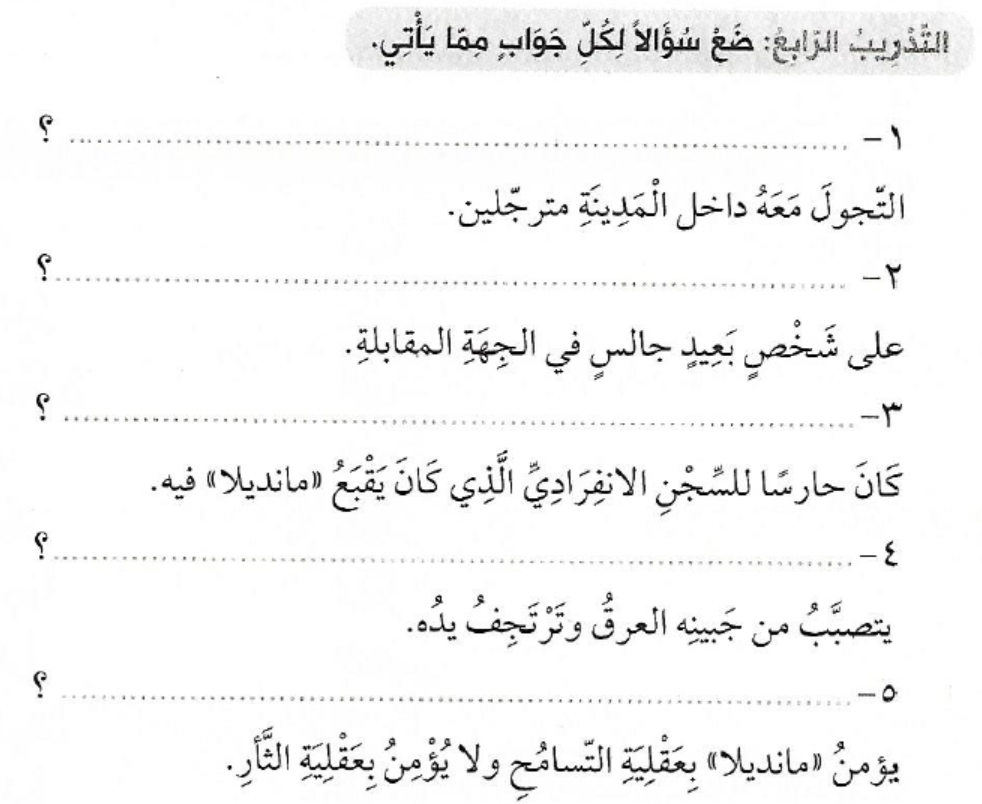 التَّدْرِيبُ الرّابِعُ: ضَعْ سُؤَالاً لِكُلِّ جَوَابٍ مِمَا يَأْتِي.
١- ........................................ ؟
التّجولَ مَعَهُ داخل الْمَدِينَةِ مترجّلين.
٢- ........................................ ؟
على شَخْصٍ بَعِيدٍ جالسٍ في الجِهَةِ المقابلةِ.
٣- ........................................ ؟
كَانَ حارسًا للسِّجْنِ الانفِرَادِيِّ الَّذِي كَانَ يَقْبَعُ «مانديلا» فيه.
٤- ........................................ ؟
يتصبَّبُ من جَبينِه العرقُ وتَرْتَجِفُ يدُه.
٥- ........................................ ؟
يؤمنُ «مانديلا» بِعَقْلِيَةِ التّسامُحِ ولا يُؤْمِنُ بِعَقْلِيَةِ الثَّأرِ.